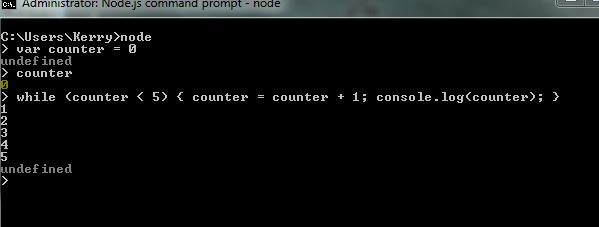 Administrator: Node.js command prompt - node
C:\Users\Kerry>node
> var counter = 0
undefined
> counter
0
> while (counter < 5) { counter = counter + 1; console.log(counter); }
1
2
3
4
5
undefined
>